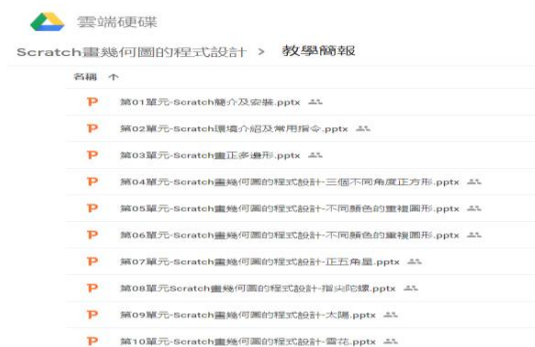 雲端硬碟
Scratch畫幾何圖的程式設計 > 教學簡報
名稱 ↑
第01單元-Scratch簡介及安裝.pptx
第02單元-Scratch環境介紹及常用指令.pptx
第03單元-Scratch畫正多邊形.pptx
第04單元-Scratch畫幾何圖的程式設計-三個不同角度正方形.pptx
第05單元-Scratch畫幾何圖的程式設計-不同顏色的重複圖形.pptx
第06單元-Scratch畫幾何圖的程式設計-不同顏色的重複圖形.pptx
第07單元-Scratch畫幾何圖的程式設計-正五角星.pptx
第08單元Scratch畫幾何圖的程式設計-指尖陀螺.pptx
第09單元-Scratch畫幾何圖的程式設計-太陽.pptx
第10單元-Scratch畫幾何圖的程式設計-雪花.pptx